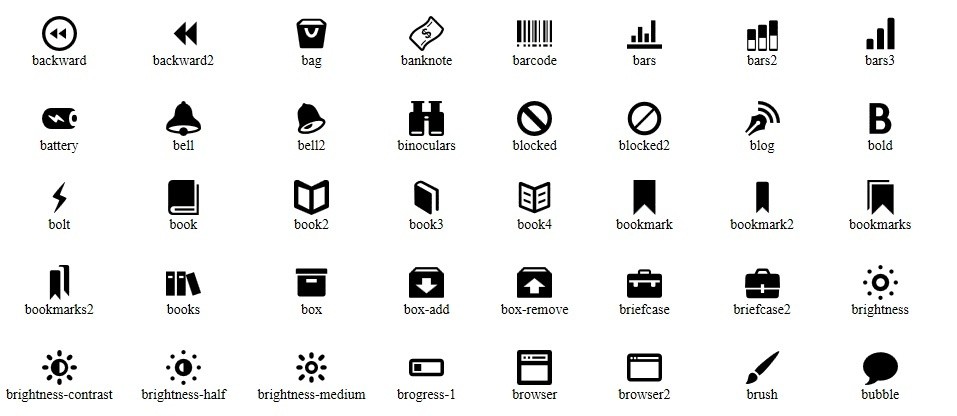 backward backward2 bag banknote barcode bars bars2 bars3
battery bell bell2 binoculars blocked blocked2 blog bold
bolt book book2 book3 book4 bookmark bookmark2 bookmarks
bookmarks2 books box box-add box-remove briefcase briefcase2 brightness
brightness-contrast brightness-half brightness-medium brogress-1 browser browser2 brush bubble